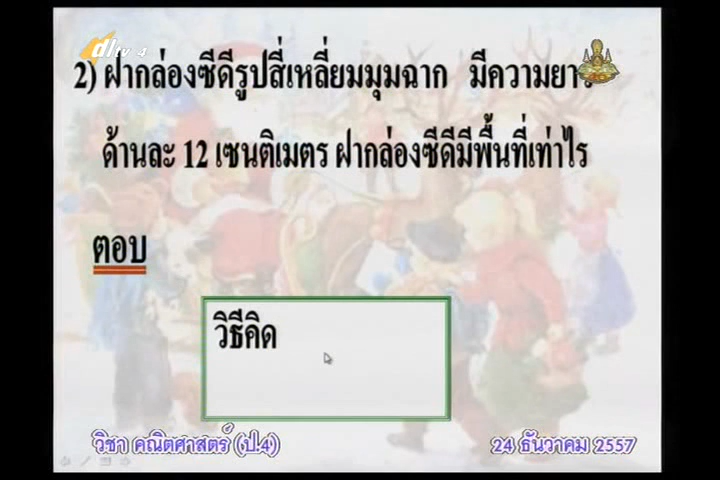 dltv 4
2) ฝากล่องซีดีรูปสี่เหลี่ยมมุมฉาก มีความยาว
ด้านละ 12 เซนติเมตร ฝากล่องซีดีมีพื้นที่เท่าไร
ตอบ
วิธีคิด
วิชา คณิตศาสตร์ (ป.4)
24 ธันวาคม 2557